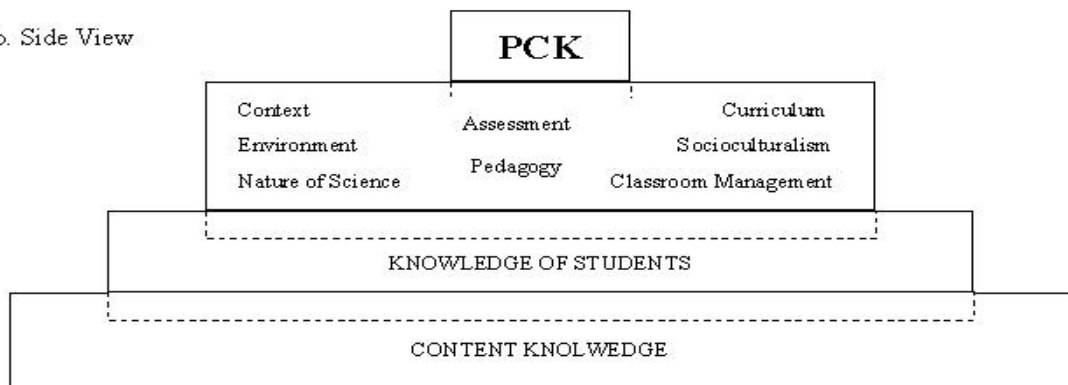 b. Side View
PCK
Context
Environment
Nature of Science
Assessment
Pedagogy
Curriculum
Socioculturalism
Classroom Management
KNOWLEDGE OF STUDENTS
CONTENT KNOLWEDGE